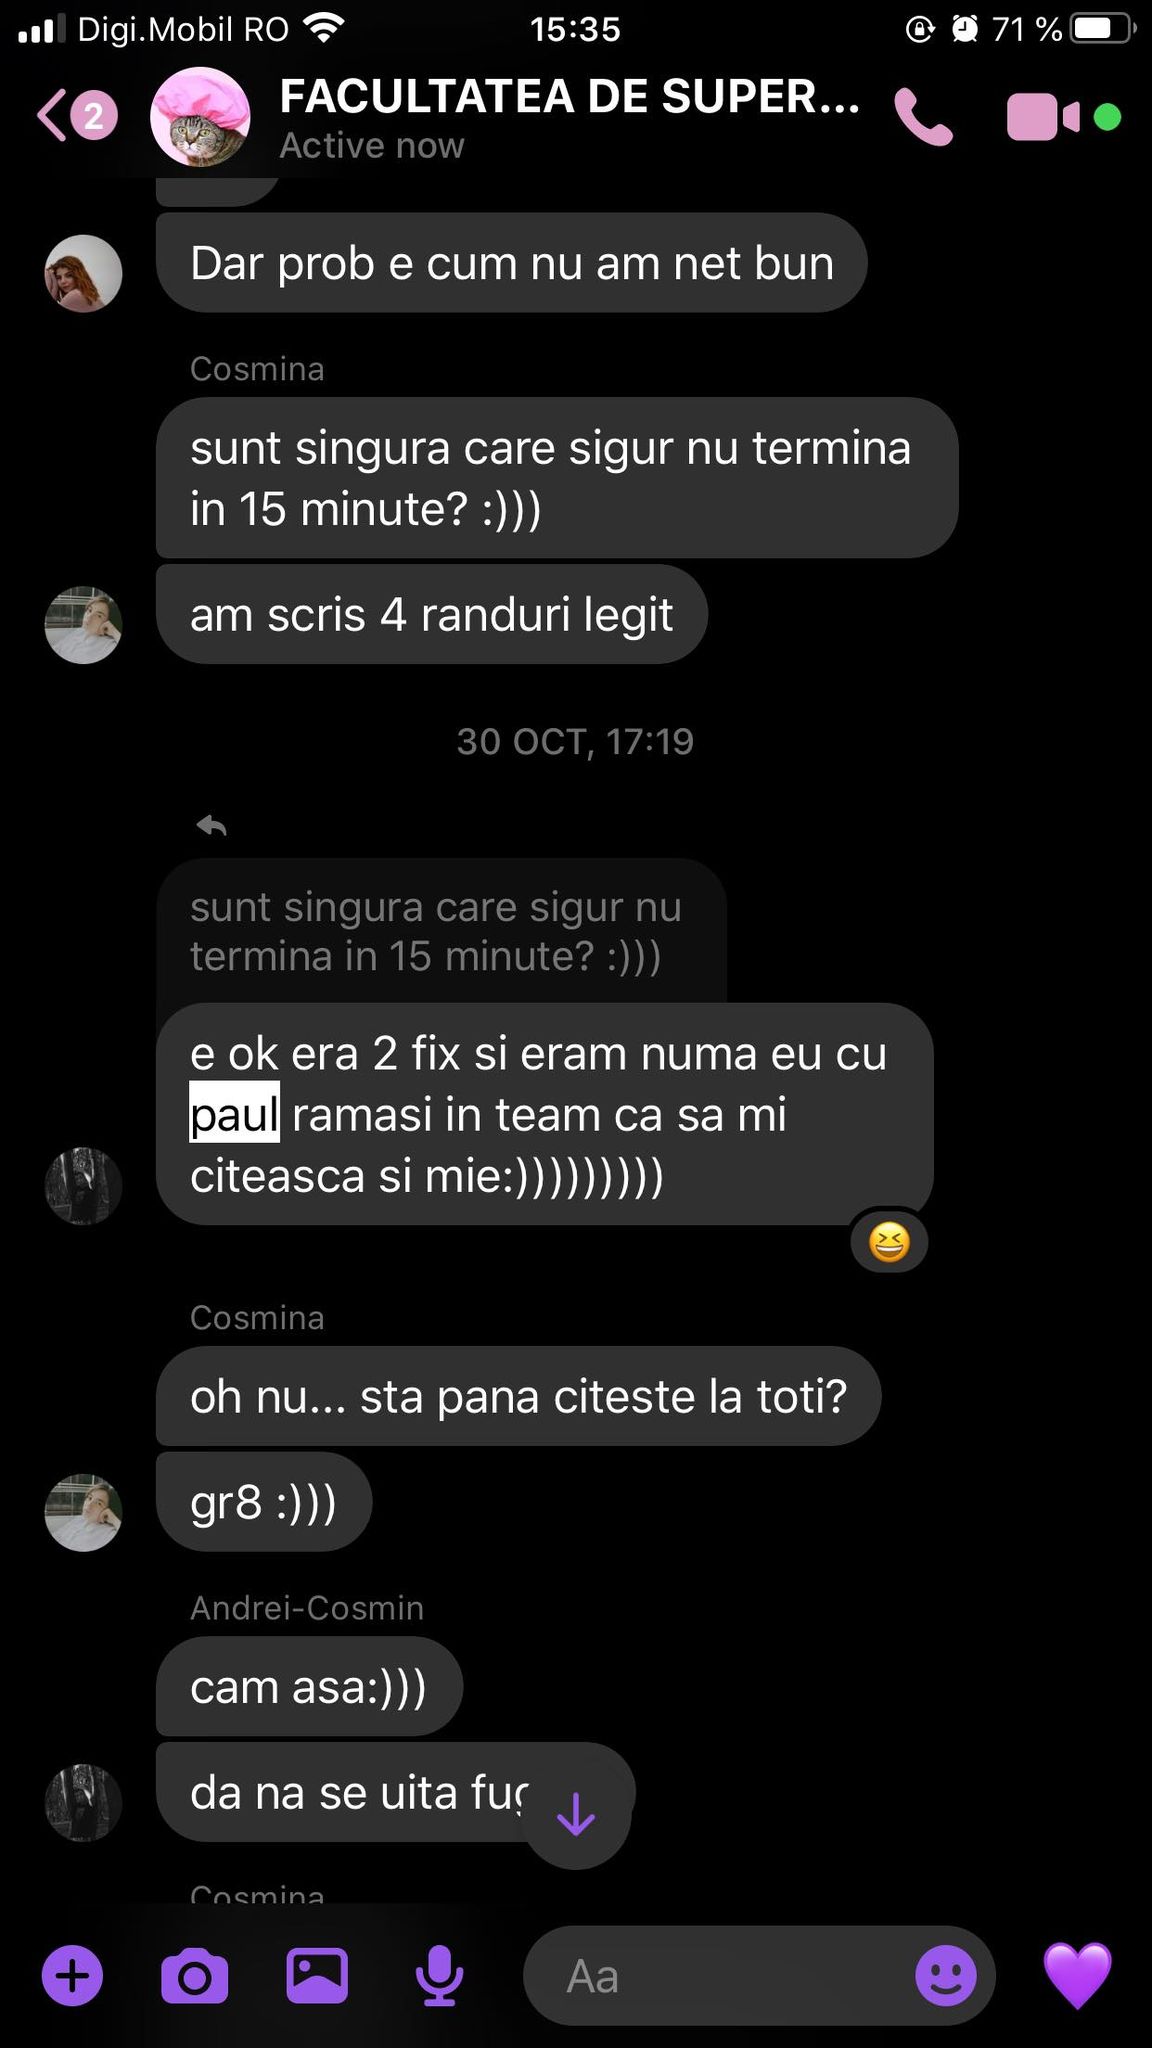 Digi.Mobil RO
15:35
71 %
2
FACULTATEA DE SUPER...
Active now
Dar prob e cum nu am net bun
Cosmina
sunt singura care sigur nu termina
in 15 minute? :)))
am scris 4 randuri legit
30 OCT, 17:19
sunt singura care sigur nu
termina in 15 minute? :)))
e ok era 2 fix si eram numa eu cu
paul ramasi in team ca sa mi
citeasca si mie:)))))))))
Cosmina
oh nu... sta pana citeste la toti?
gr8 :)))
Andrei-Cosmin
cam asa:)))
da na se uita
Cosmina
Aa